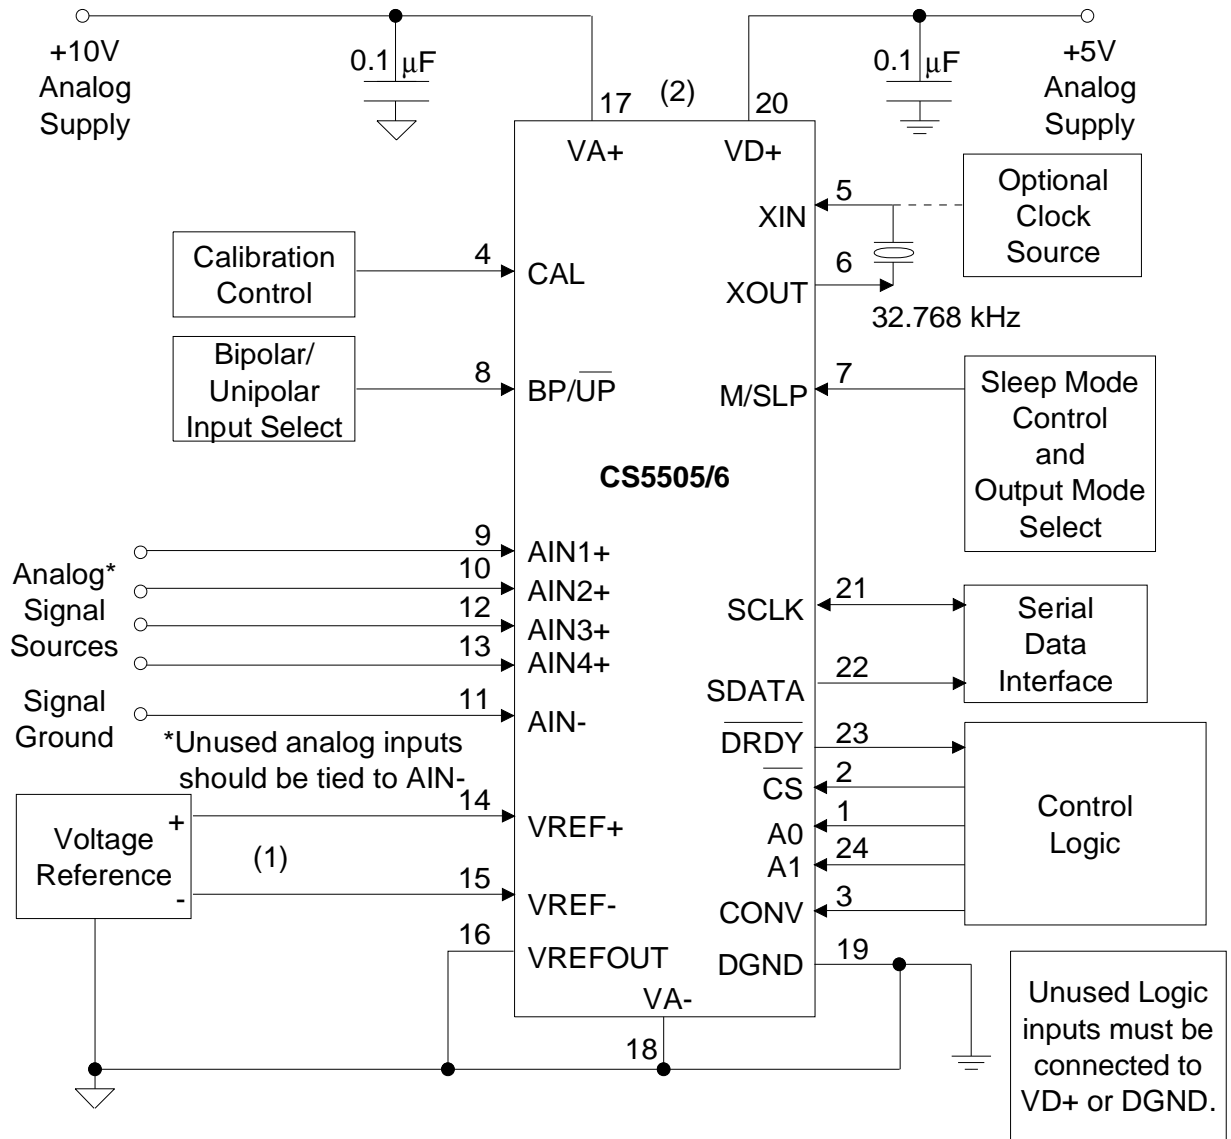 +10V
Analog
Supply
0.1 µF
17
(2)
20
0.1 µF
+5V
Analog
Supply
VA+
VD+
Calibration
Control
4
CAL
Bipolar/
Unipolar
Input Select
8
BP/UP
XIN
5
Optional
Clock
Source
XOUT
6
32.768 kHz
M/SLP
7
Sleep Mode
Control
and
Output Mode
Select
CS5505/6
Analog*
Signal
Sources
9
AIN1+
10
AIN2+
12
AIN3+
13
AIN4+
Signal
Ground
11
AIN-
*Unused analog inputs
should be tied to AIN-
SCLK
21
SDATA
22
Serial
Data
Interface
DRDY
23
CS
2
A0
1
A1
24
CONV
3
Control
Logic
Voltage
Reference
+
-
(1)
14
VREF+
15
VREF-
16
VREFOUT
DGND
19
VA-
18
Unused Logic
inputs must be
connected to
VD+ or DGND.